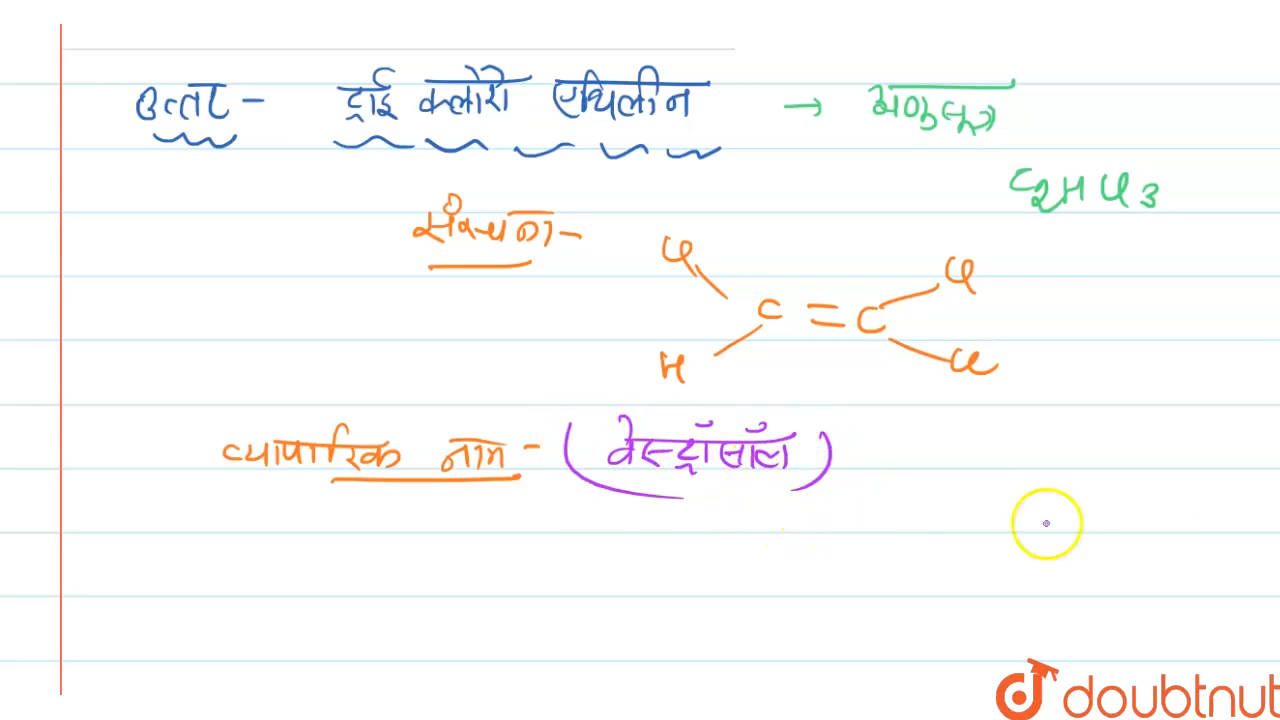 उत्तर - ट्राई क्लोरो एथिलीन → अणुसूत्र
C2HCl3
संरचना -
Cl Cl
C = C
H Cl
व्यापारिक नाम - ( वेस्ट्रॉसॉल )
doubtnut